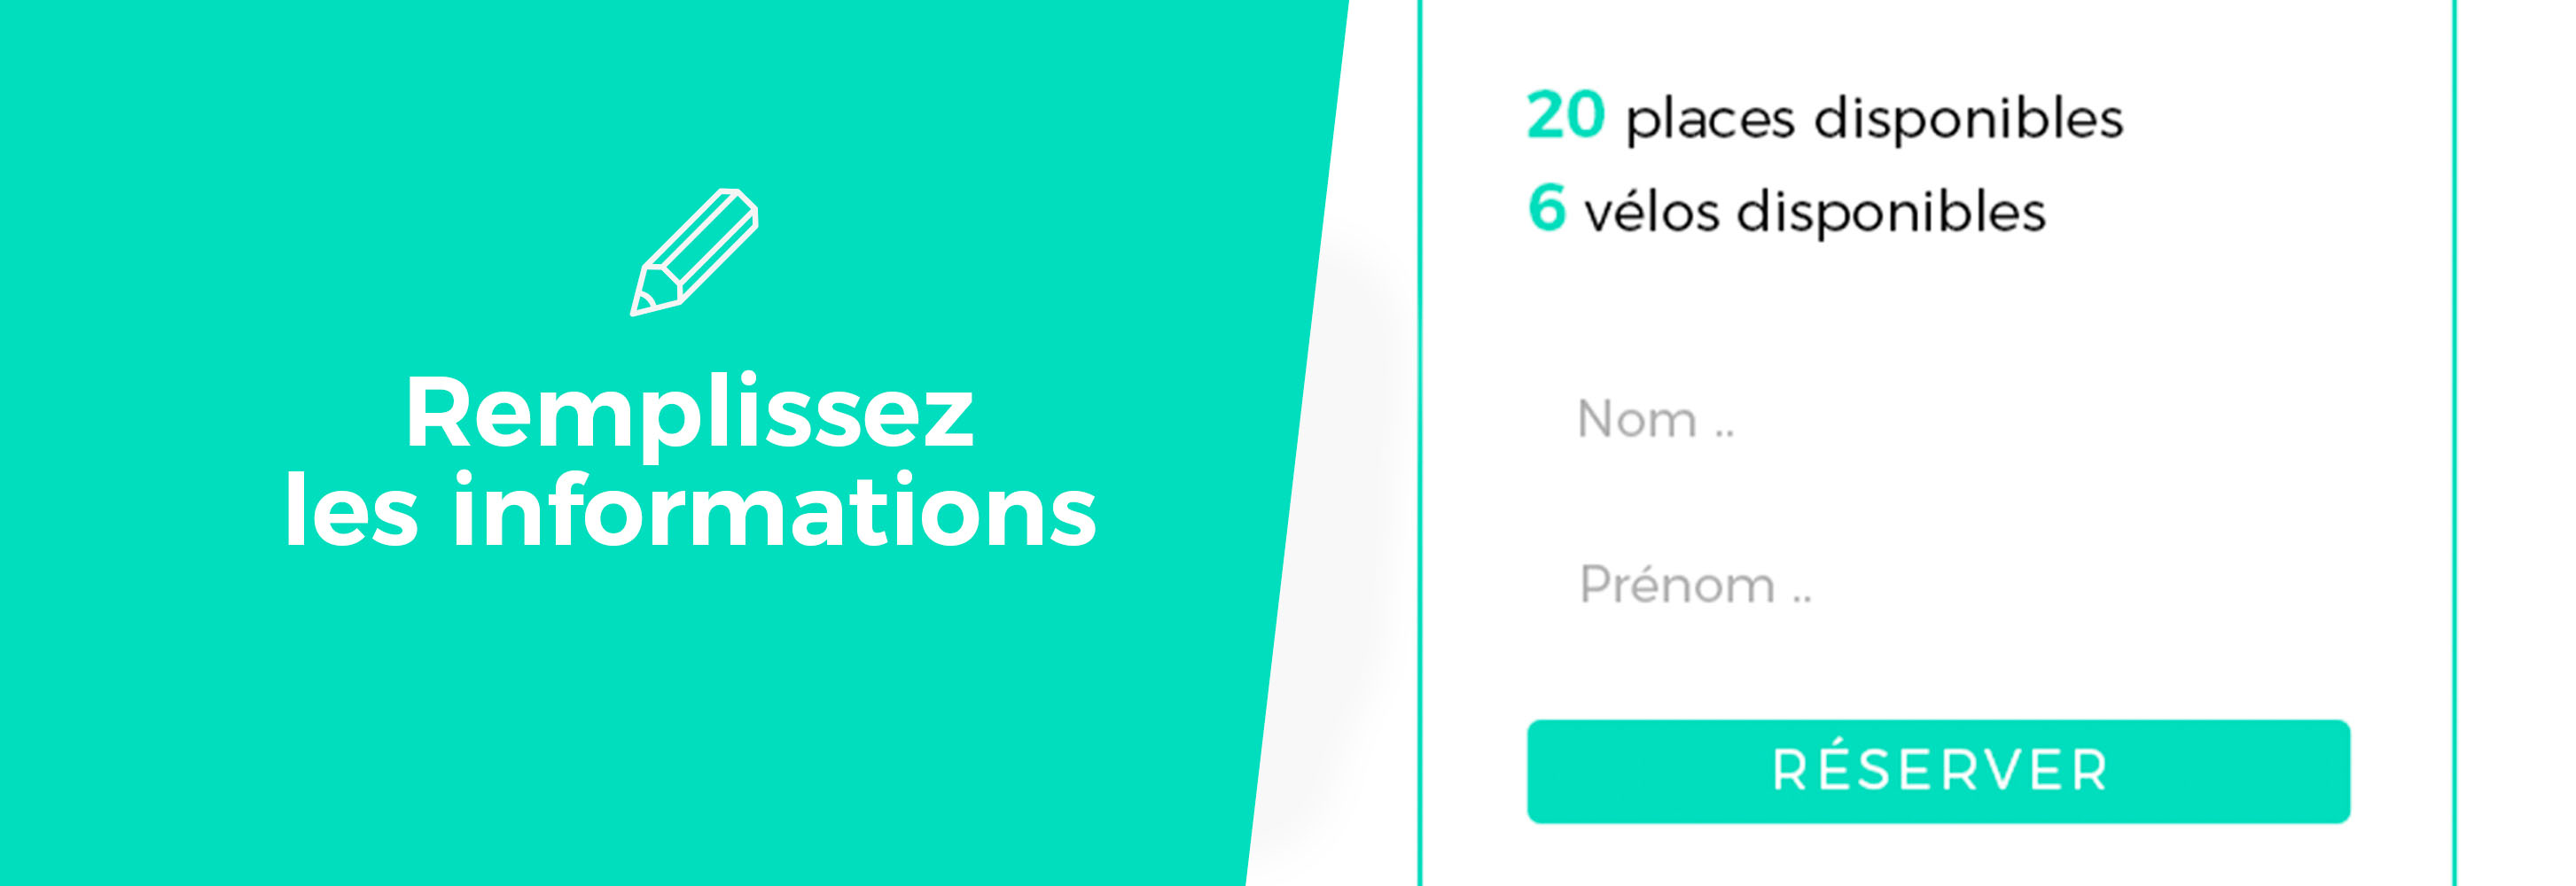 Remplissez
les informations
20 places disponibles
6 vélos disponibles
Nom ..
Prénom ..
RÉSERVER